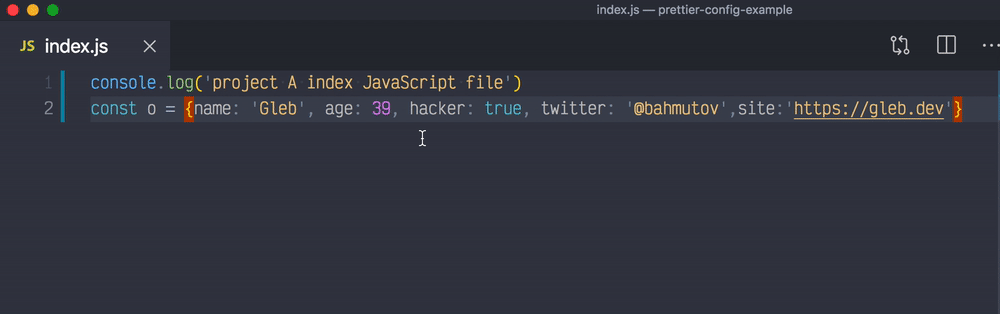 index.js — prettier-config-example
JS index.js
1 console.log('project A index JavaScript file')
2 const o = {name: 'Gleb', age: 39, hacker: true, twitter: '@bahmutov',site:'https://gleb.dev'}